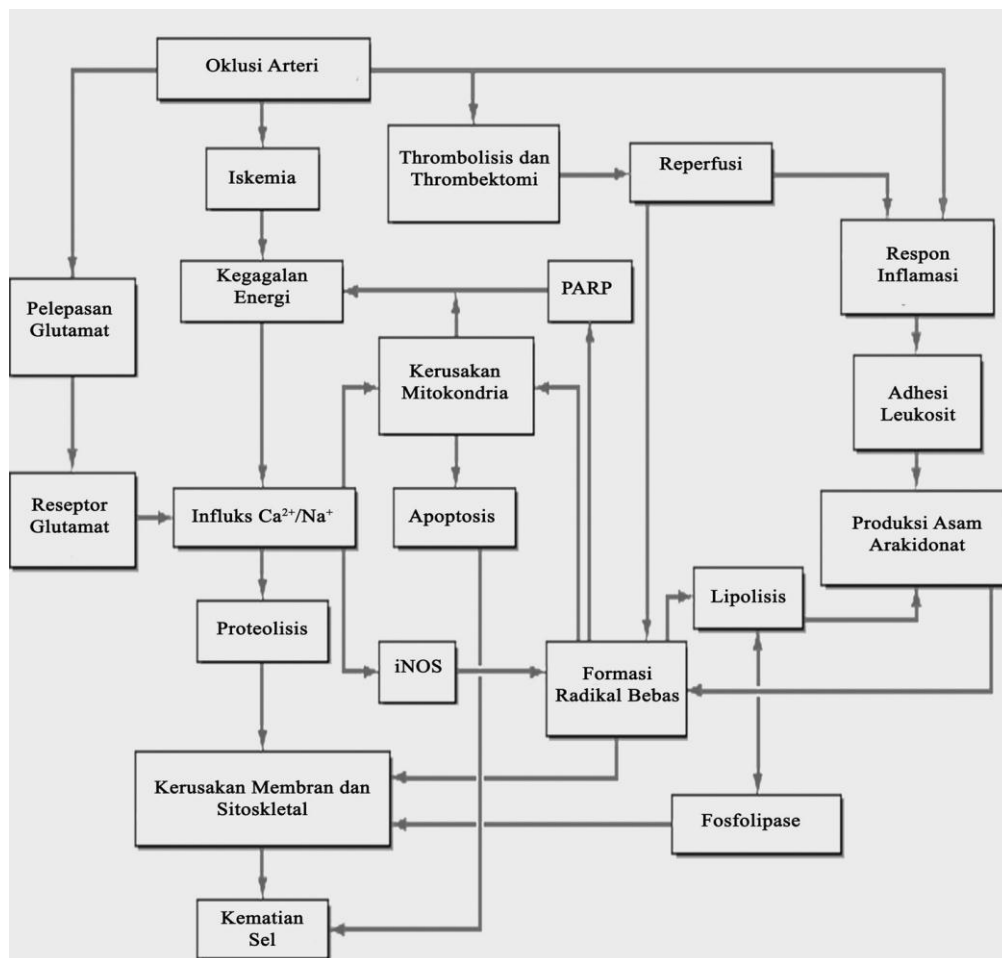 Oklusi Arteri
Iskemia
Thrombolisis dan
Thrombektomi
Reperfusi
Respon
Inflamasi
Kegagalan
Energi
PARP
Pelepasan
Glutamat
Kerusakan
Mitokondria
Adhesi
Leukosit
Reseptor
Glutamat
Influks Ca²⁺/Na⁺
Apoptosis
Produksi Asam
Arakidonat
Lipolisis
Proteolisis
iNOS
Formasi
Radikal Bebas
Kerusakan Membran dan
Sitoskletal
Fosfolipase
Kematian
Sel